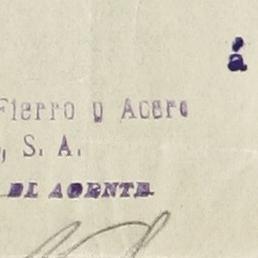 á
Fierro y Acero
, S. A.
EL AGENTE.